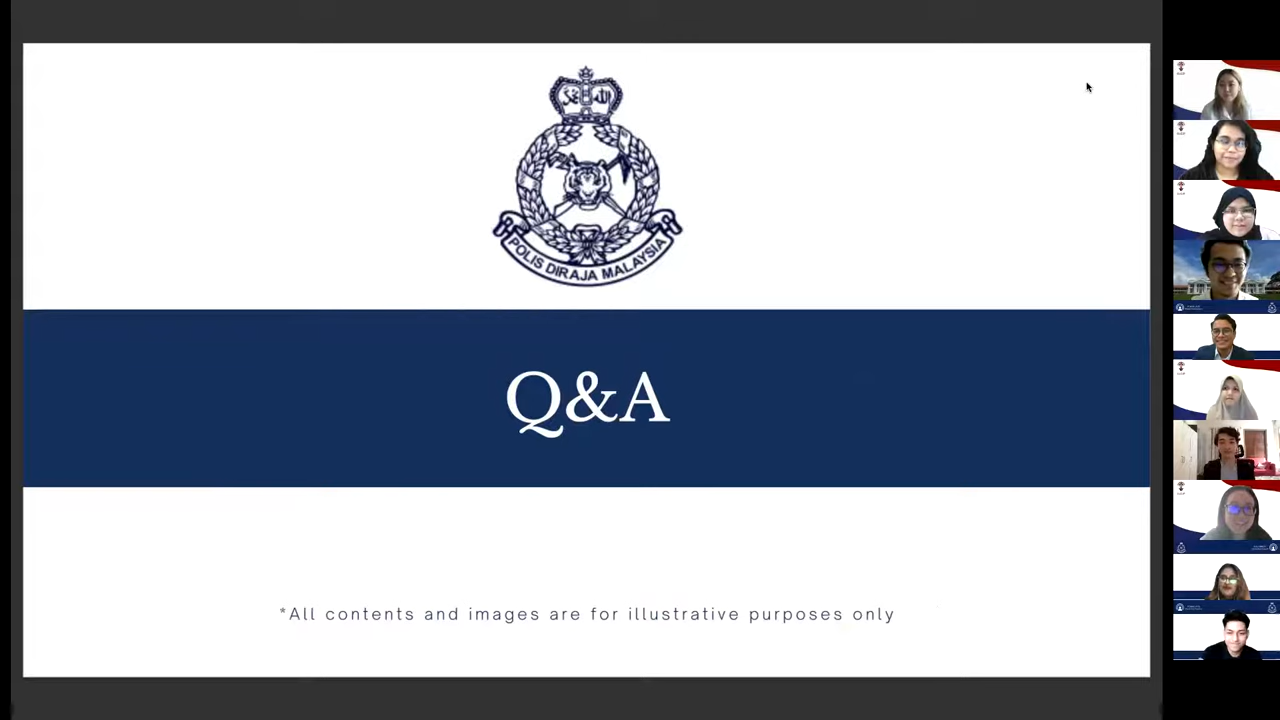 POLIS DIRAJA MALAYSIA
Q&A
*All contents and images are for illustrative purposes only